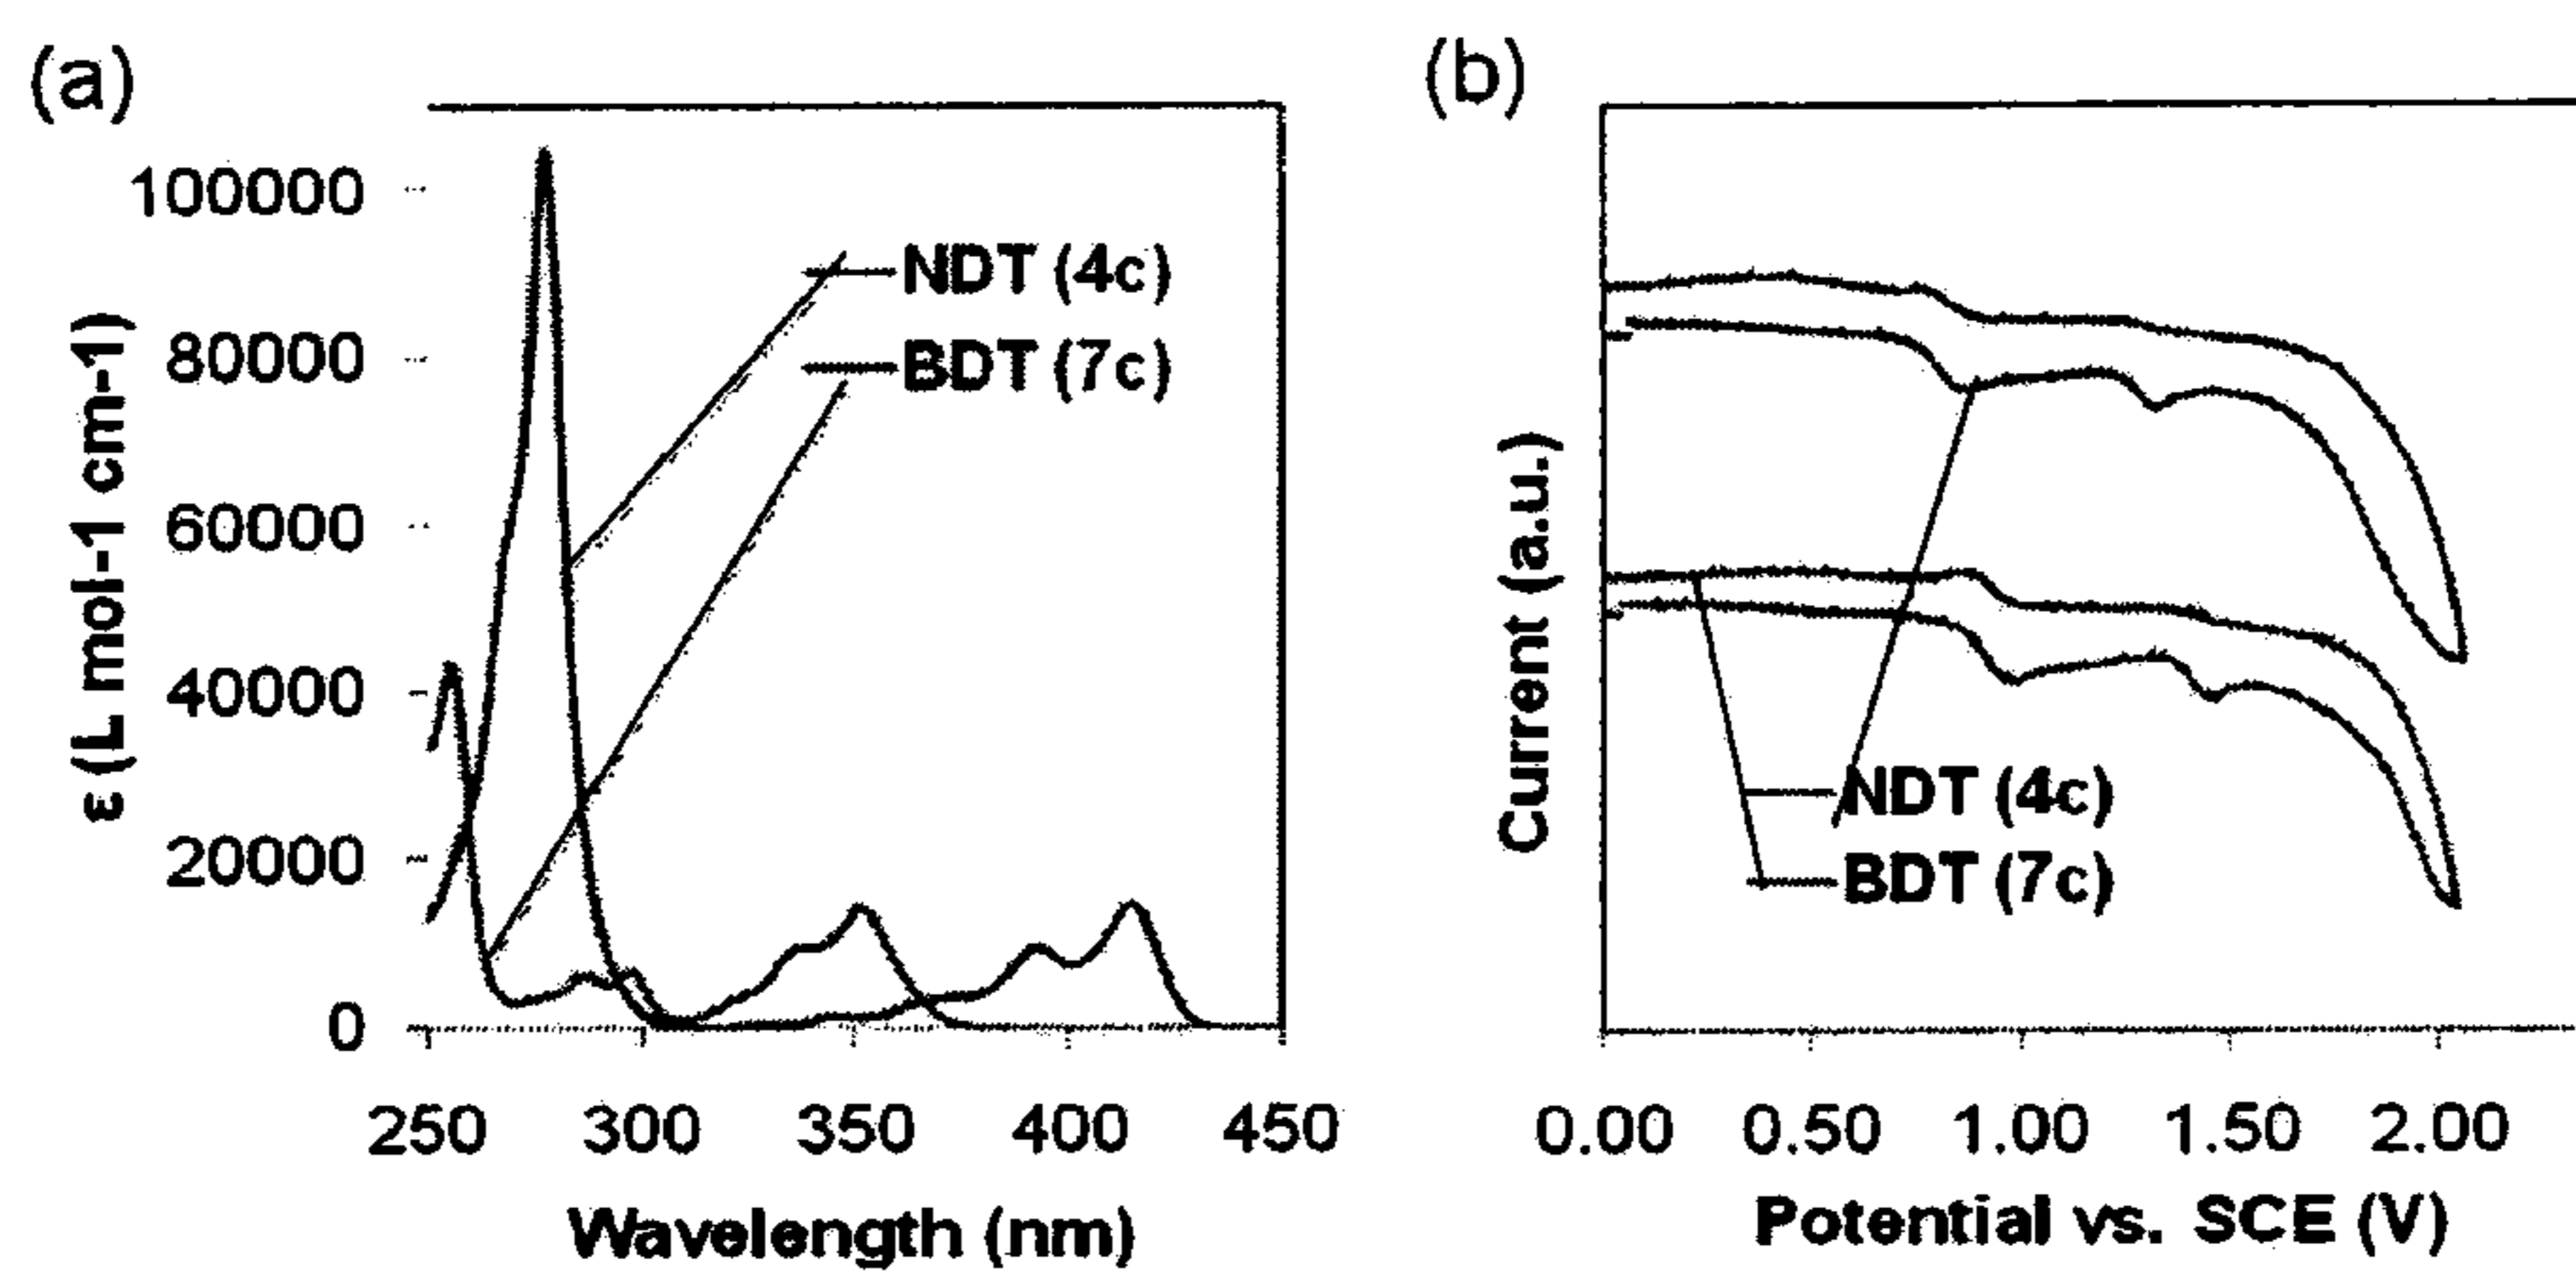 (a)
ε (L mol-1 cm-1)
100000
80000
60000
40000
20000
0
NDT (4c)
BDT (7c)
250 300 350 400 450
Wavelength (nm)
(b)
Current (a.u.)
NDT (4c)
BDT (7c)
0.00 0.50 1.00 1.50 2.00
Potential vs. SCE (V)